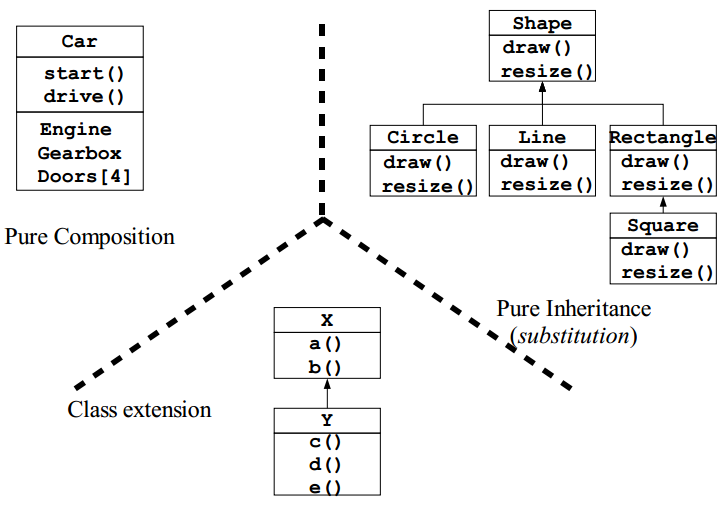 Car
start()
drive()
Engine
Gearbox
Doors[4]
Pure Composition
Shape
draw()
resize()
Circle
draw()
resize()
Line
draw()
resize()
Rectangle
draw()
resize()
Square
draw()
resize()
Pure Inheritance
(substitution)
X
a()
b()
Class extension
Y
c()
d()
e()